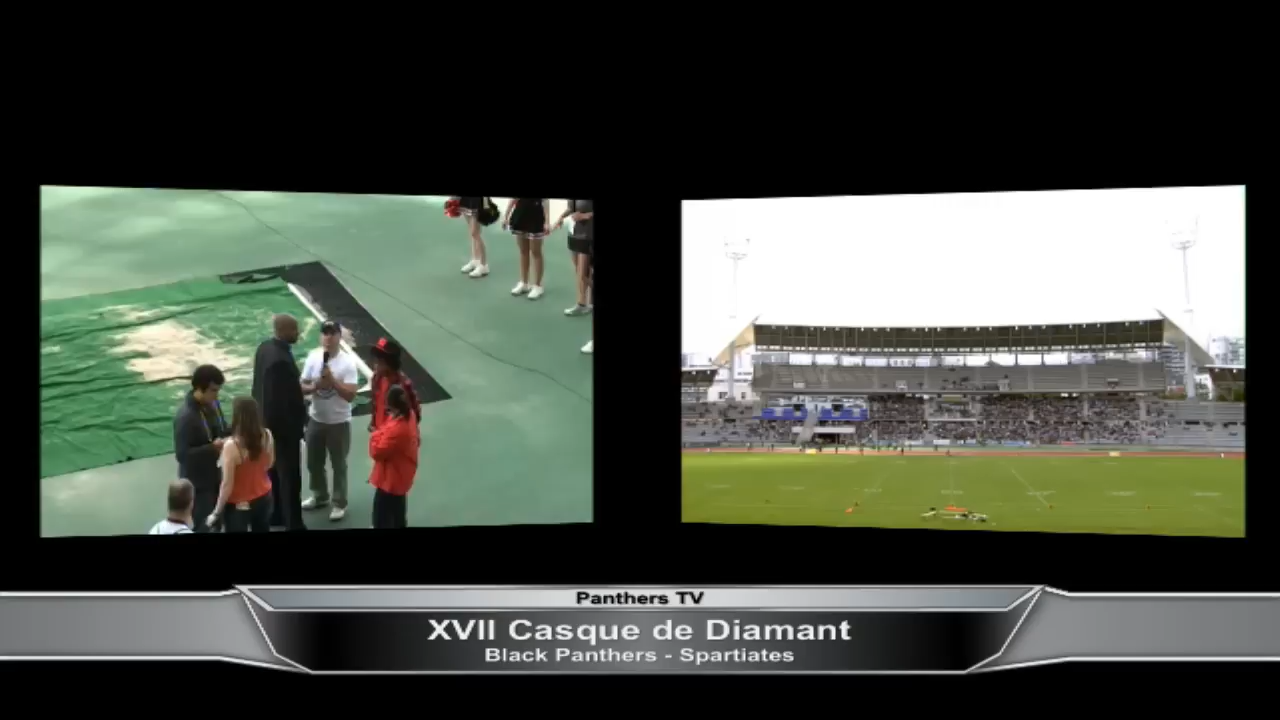 Panthers TV
XVII Casque de Diamant
Black Panthers - Spartiates